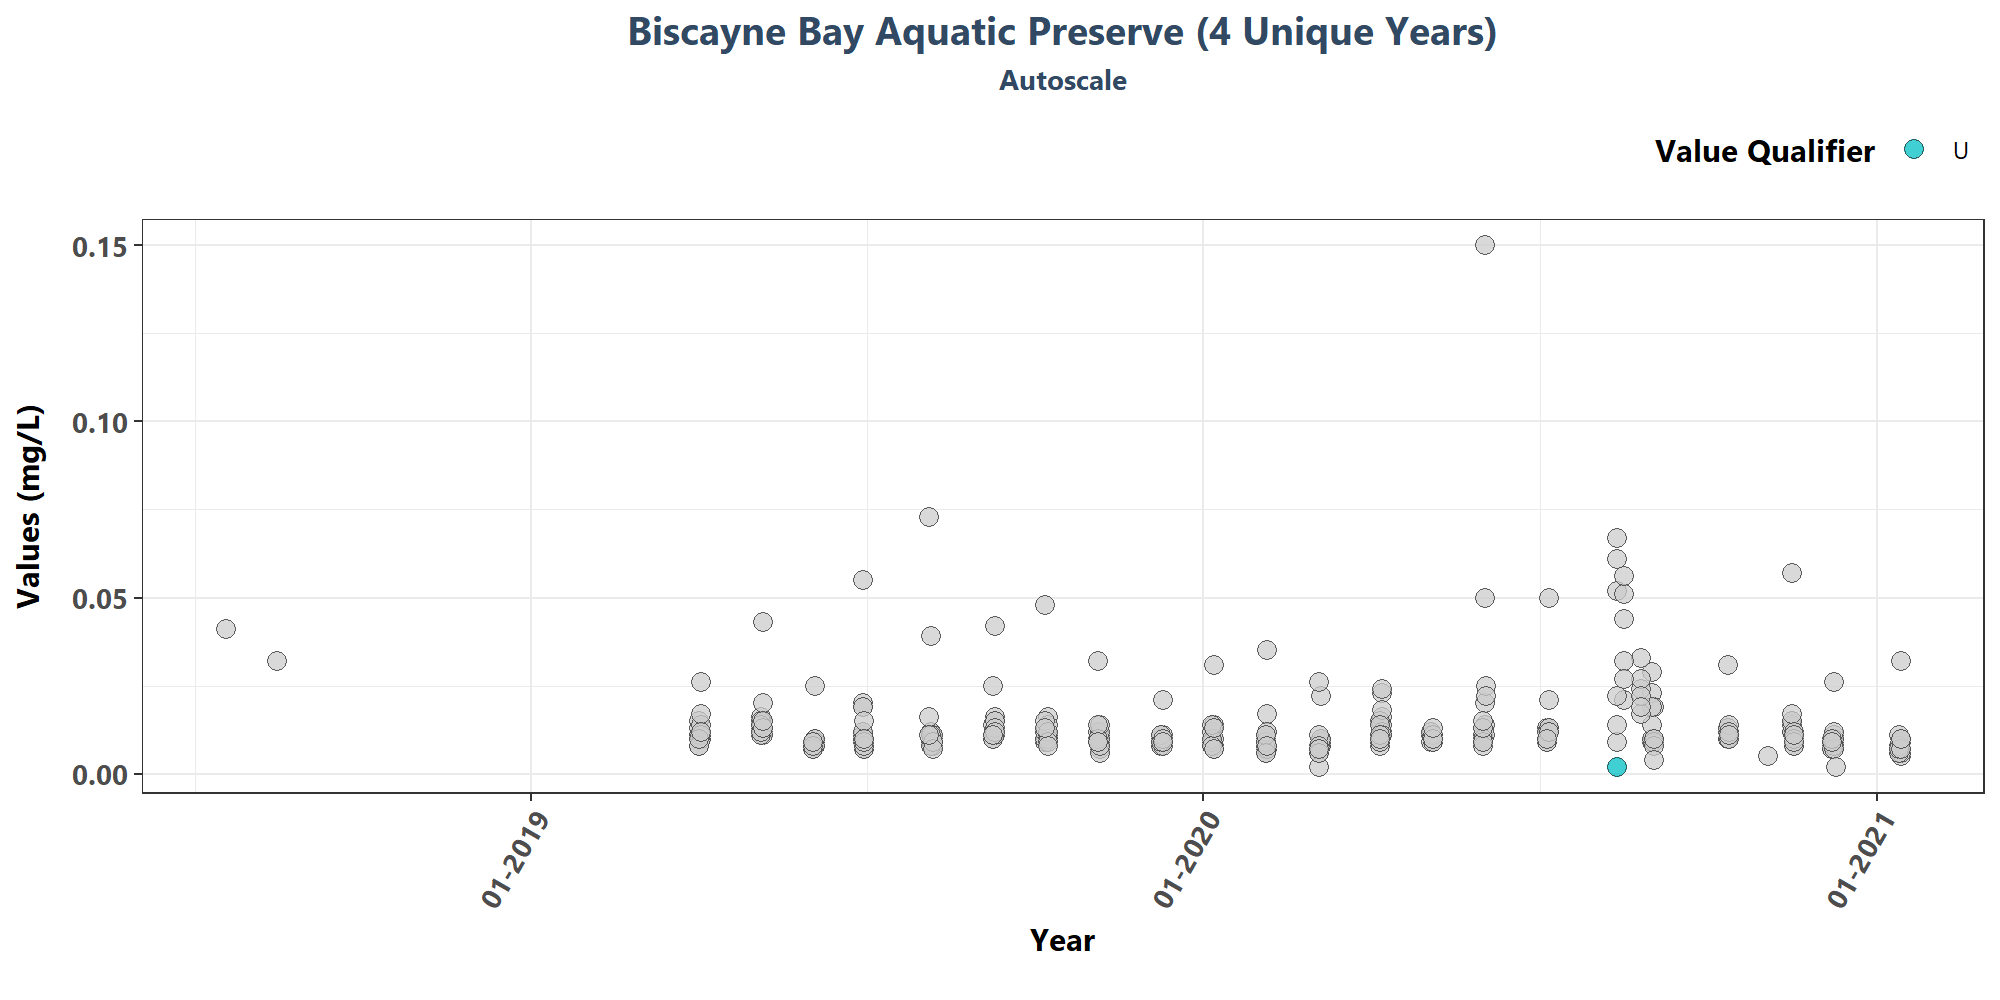 Biscayne Bay Aquatic Preserve (4 Unique Years)
Autoscale
Value Qualifier U
0.15
0.10
0.05
0.00
Values (mg/L)
01-2019
01-2020
01-2021
Year